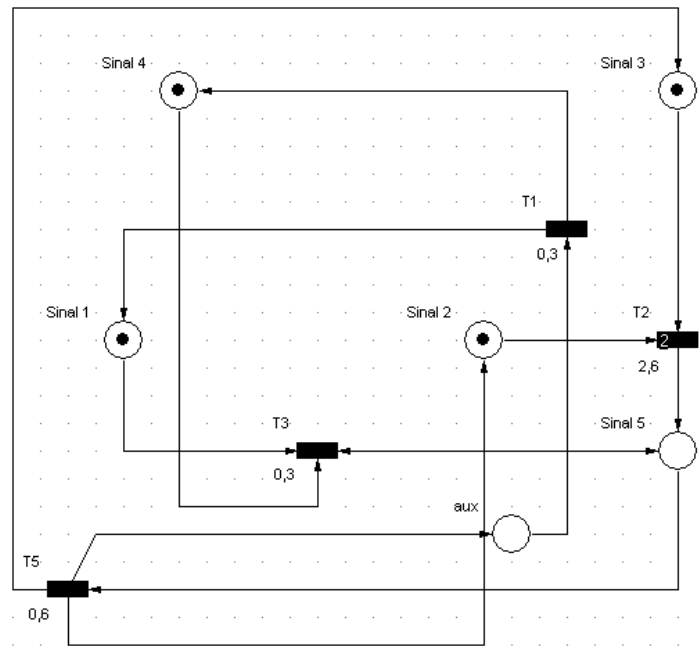 Sinal 4
Sinal 3
T1
0,3
Sinal 1
Sinal 2
T2
2
2,6
T3
0,3
Sinal 5
aux
T5
0,6